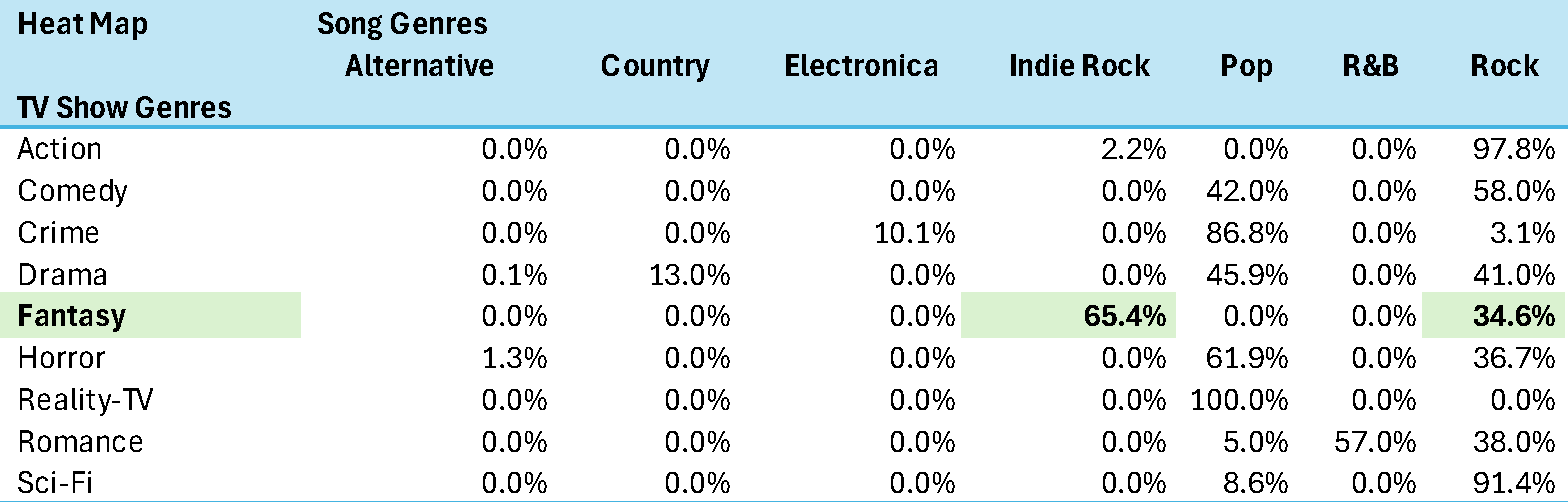 Heat Map Song Genres
Alternative Country Electronica Indie Rock Pop R&B Rock
TV Show Genres
Action 0.0% 0.0% 0.0% 2.2% 0.0% 0.0% 97.8%
Comedy 0.0% 0.0% 0.0% 0.0% 42.0% 0.0% 58.0%
Crime 0.0% 0.0% 10.1% 0.0% 86.8% 0.0% 3.1%
Drama 0.1% 13.0% 0.0% 0.0% 45.9% 0.0% 41.0%
Fantasy 0.0% 0.0% 0.0% 65.4% 0.0% 0.0% 34.6%
Horror 1.3% 0.0% 0.0% 0.0% 61.9% 0.0% 36.7%
Reality-TV 0.0% 0.0% 0.0% 0.0% 100.0% 0.0% 0.0%
Romance 0.0% 0.0% 0.0% 0.0% 5.0% 57.0% 38.0%
Sci-Fi 0.0% 0.0% 0.0% 0.0% 8.6% 0.0% 91.4%